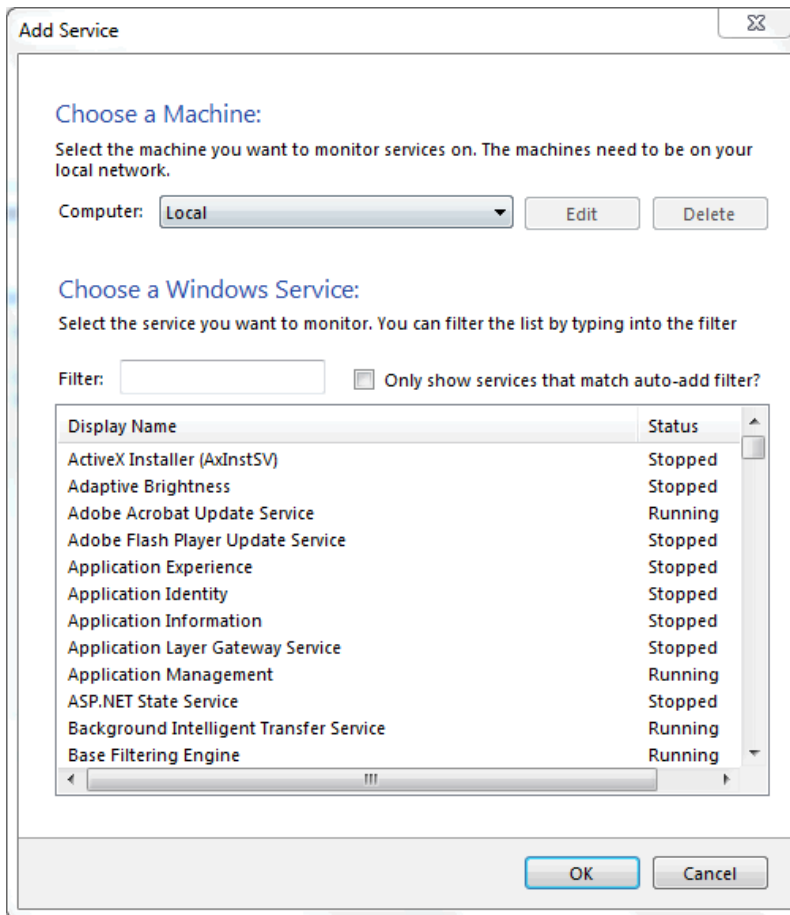 Add Service
Choose a Machine:
Select the machine you want to monitor services on. The machines need to be on your
local network.
Computer: Local Edit Delete
Choose a Windows Service:
Select the service you want to monitor. You can filter the list by typing into the filter
Filter: Only show services that match auto-add filter?
Display Name Status
ActiveX Installer (AxInstSV) Stopped
Adaptive Brightness Stopped
Adobe Acrobat Update Service Running
Adobe Flash Player Update Service Stopped
Application Experience Stopped
Application Identity Stopped
Application Information Stopped
Application Layer Gateway Service Stopped
Application Management Running
ASP.NET State Service Stopped
Background Intelligent Transfer Service Running
Base Filtering Engine Running
OK Cancel